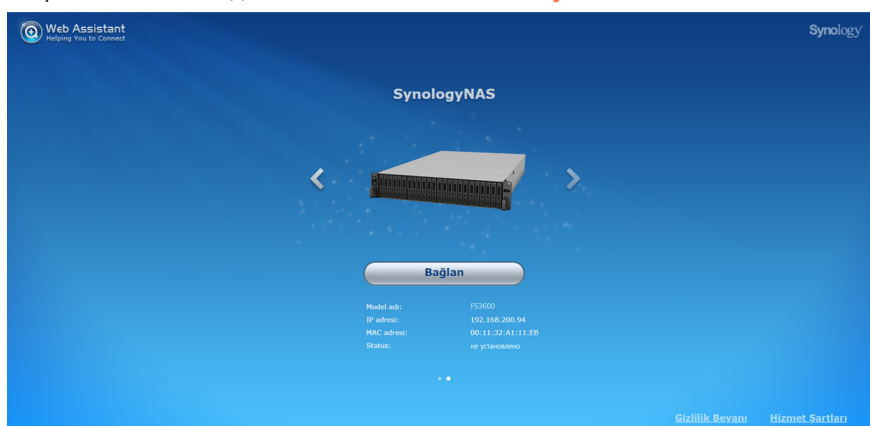 Web Assistant
Helping You to Connect
Synology
SynologyNAS
Bağlan
Model adı: FS3600
IP adresi: 192.168.200.94
MAC adresi: 00:11:32:A1:11:EB
Status: не установлено
Gizlilik Beyanı Hizmet Şartları